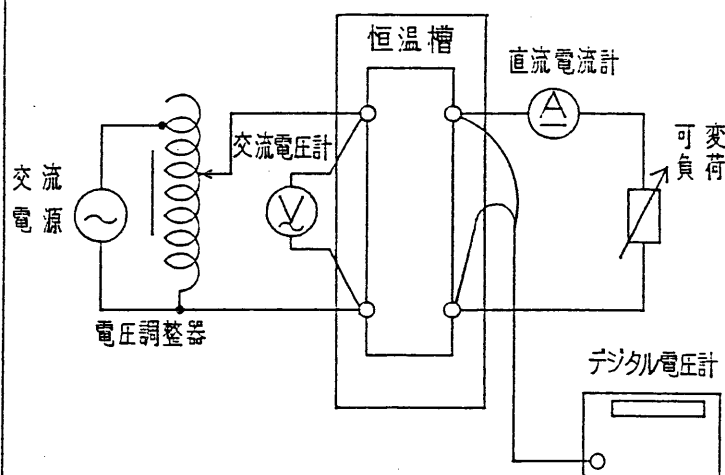 恒温槽
直流電流計
A
可変
負荷
交流電圧計
V
交流
電源
電圧調整器
デジタル電圧計